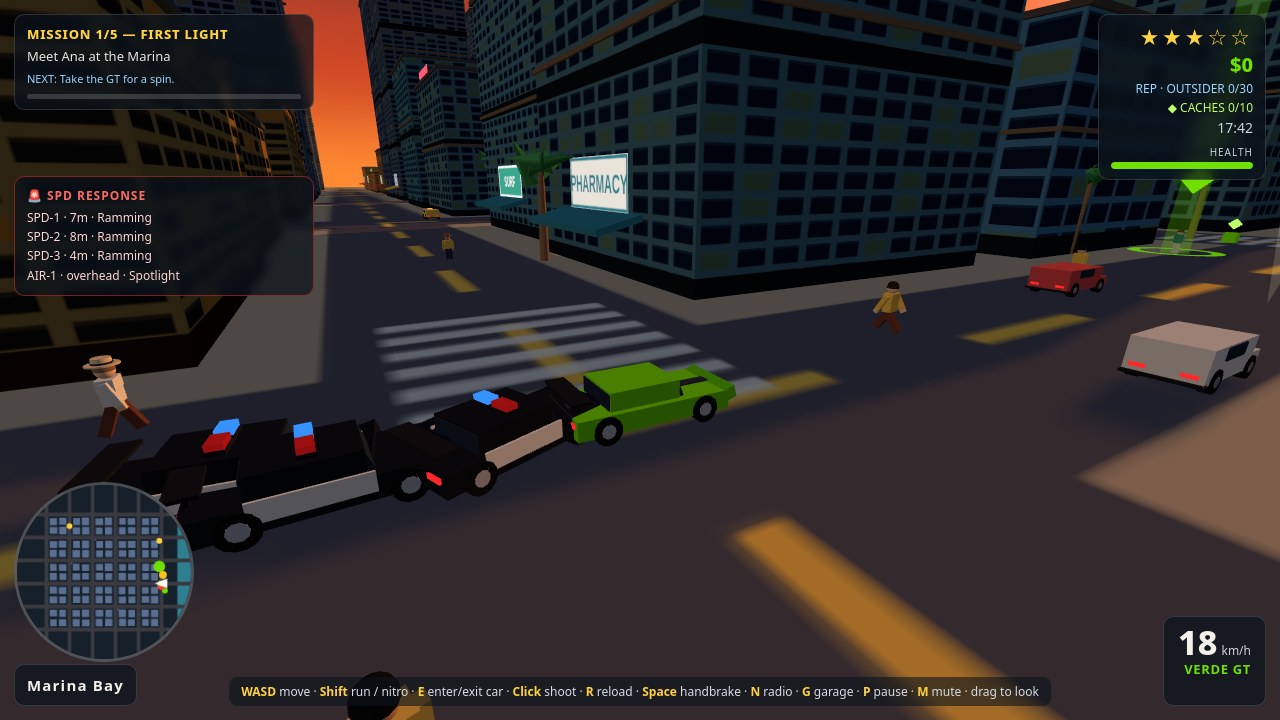 MISSION 1/5 — FIRST LIGHT
Meet Ana at the Marina
NEXT: Take the GT for a spin.
★★★☆☆
$0
REP · OUTSIDER 0/30
◆ CACHES 0/10
17:42
HEALTH
🚨 SPD RESPONSE
SPD-1 · 7m · Ramming
SPD-2 · 8m · Ramming
SPD-3 · 4m · Ramming
AIR-1 · overhead · Spotlight
SURF
PHARMACY
18 km/h
VERDE GT
Marina Bay
WASD move · Shift run / nitro · E enter/exit car · Click shoot · R reload · Space handbrake · N radio · G garage · P pause · M mute · drag to look